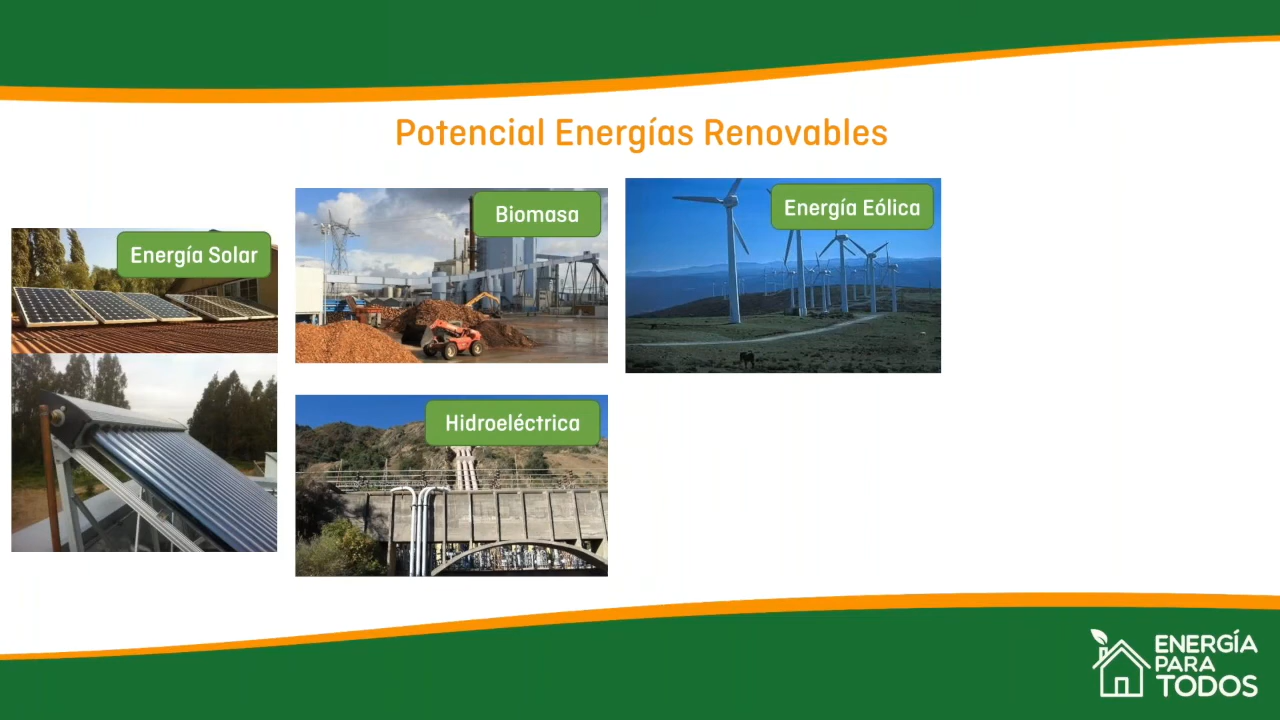 Potencial Energías Renovables
Energía Solar
Biomasa
Energía Eólica
Hidroeléctrica
ENERGÍA
PARA
TODOS